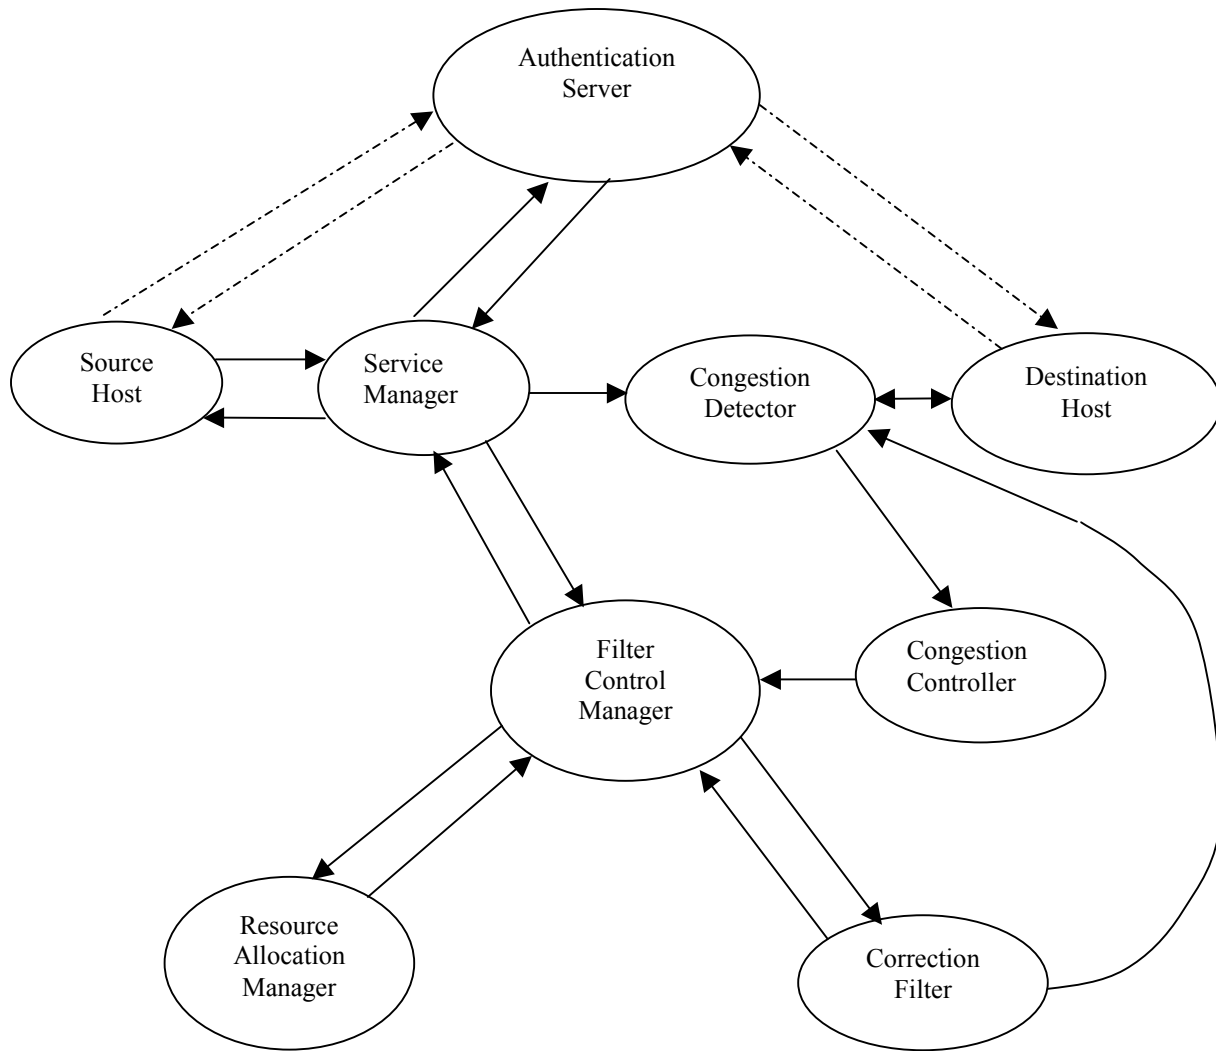 Authentication
Server
Source
Host
Service
Manager
Congestion
Detector
Destination
Host
Filter
Control
Manager
Congestion
Controller
Resource
Allocation
Manager
Correction
Filter